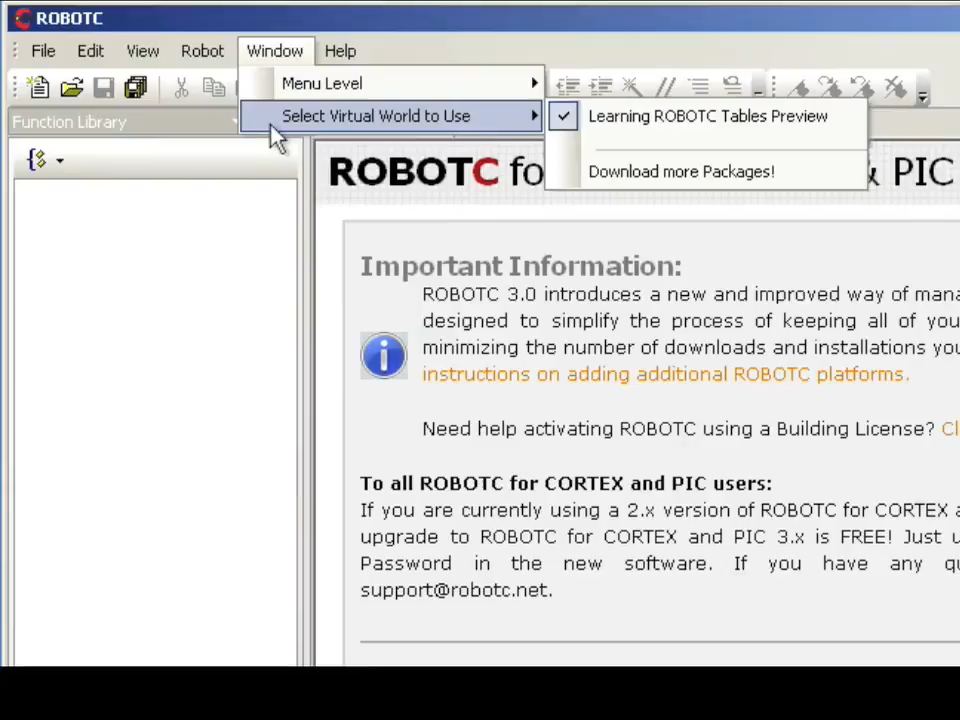 ROBOTC
File Edit View Robot Window Help
Menu Level
Function Library
Select Virtual World to Use
Learning ROBOTC Tables Preview
Download more Packages!
ROBOTC fo & PIC
Important Information:
ROBOTC 3.0 introduces a new and improved way of mana
designed to simplify the process of keeping all of you
minimizing the number of downloads and installations yo
instructions on adding additional ROBOTC platforms.
Need help activating ROBOTC using a Building License? Cl
To all ROBOTC for CORTEX and PIC users:
If you are currently using a 2.x version of ROBOTC for CORTEX a
upgrade to ROBOTC for CORTEX and PIC 3.x is FREE! Just u
Password in the new software. If you have any qu
support@robotc.net.